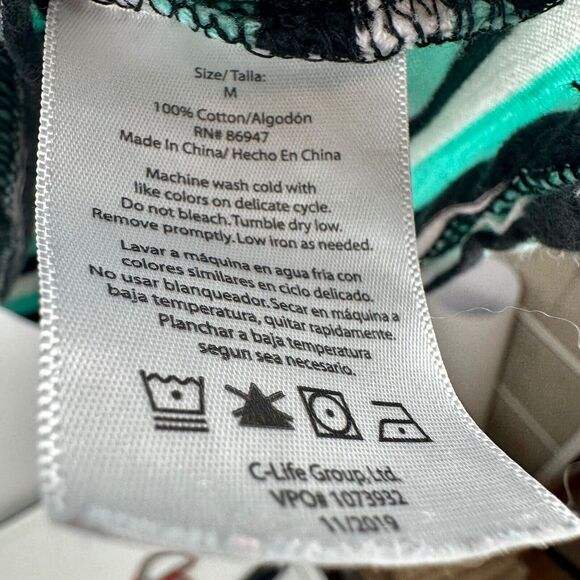 Size/Talla:
M
100% Cotton/Algodón
RN# 86947
Made In China/ Hecho En China
Machine wash cold with
like colors on delicate cycle.
Do not bleach.Tumble dry low.
Remove promptly.Low iron as needed.
Lavar a máquina en agua fria con
colores similares en ciclo delicado.
No usar blanqueador.Secar en máquina a
baja temperatura, quitar rapidamente.
Planchar a baja temperatura
segun sea necesario.
C-Life Group,Ltd.
VPO# 1073932
11/2019